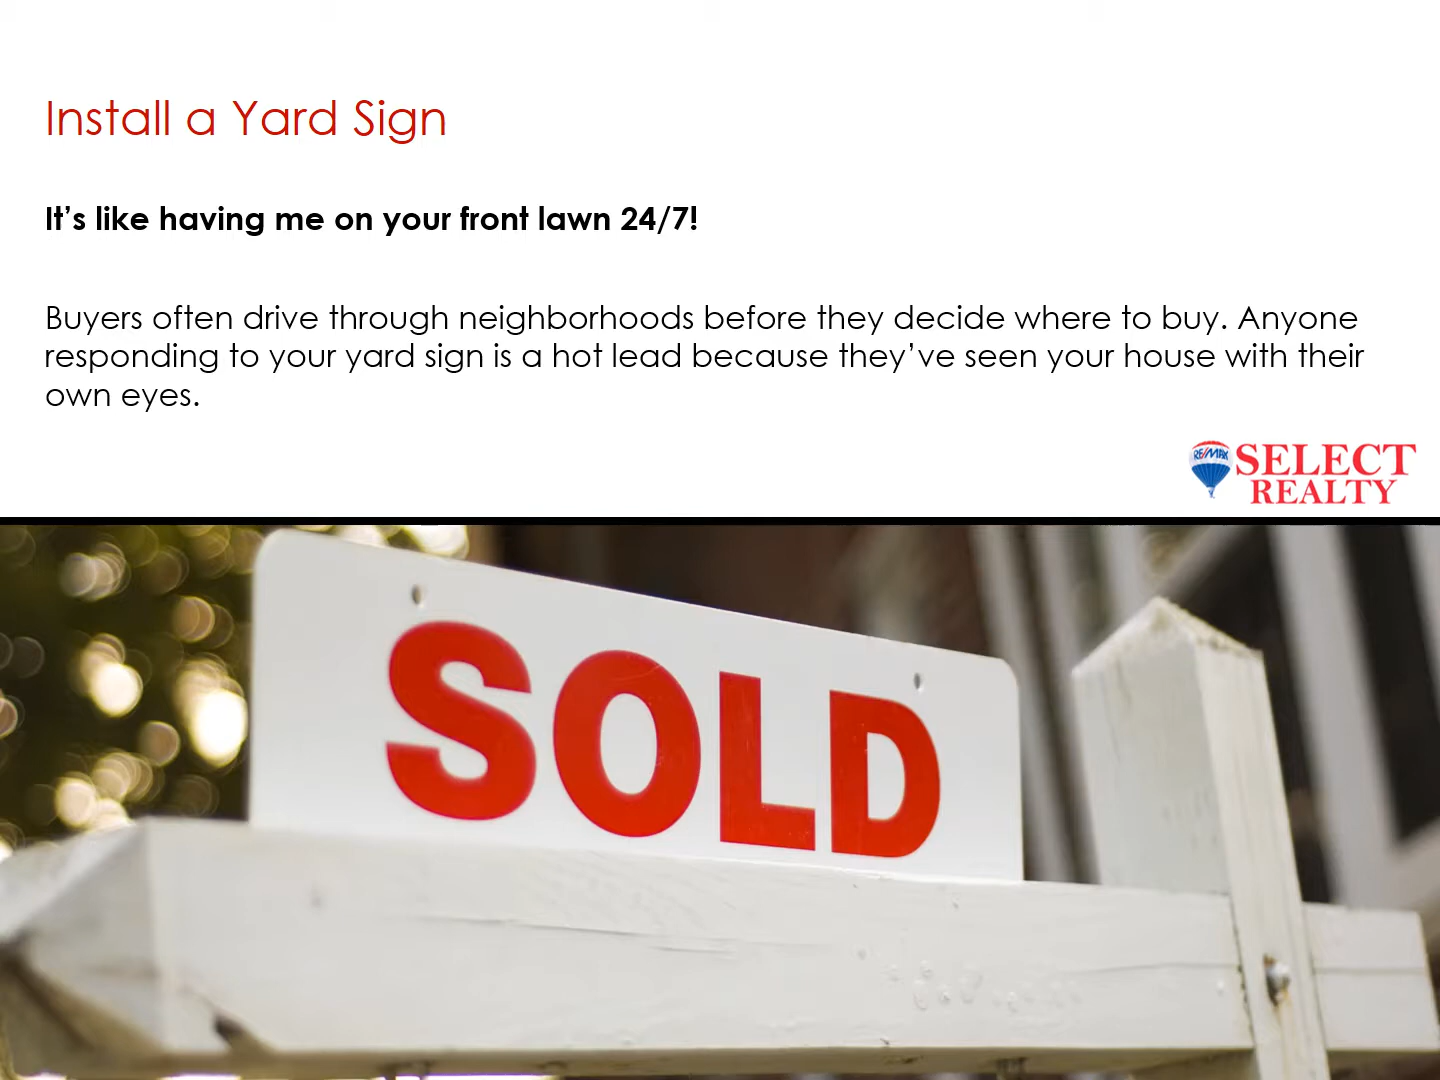 Install a Yard Sign
It’s like having me on your front lawn 24/7!
Buyers often drive through neighborhoods before they decide where to buy. Anyone
responding to your yard sign is a hot lead because they’ve seen your house with their
own eyes.
RE/MAX
SELECT
REALTY
SOLD